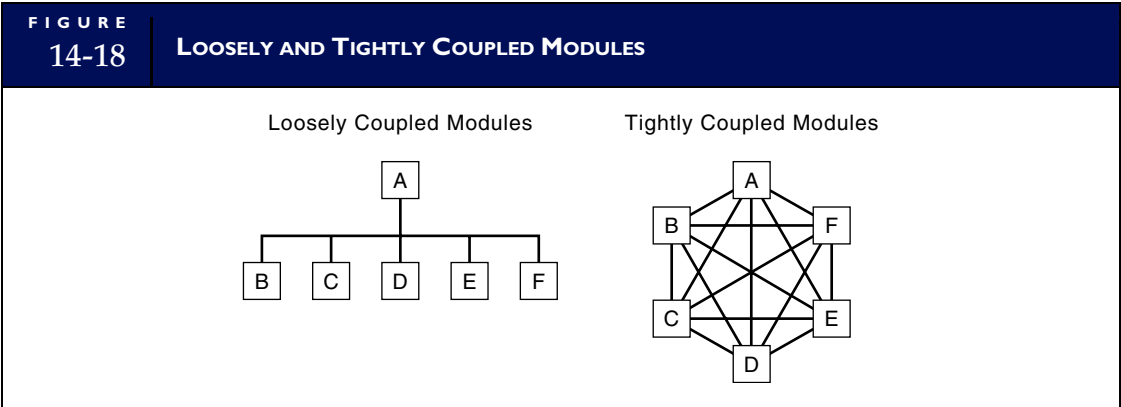 FIGURE
14-18
LOOSELY AND TIGHTLY COUPLED MODULES
Loosely Coupled Modules
A
B C D E F
Tightly Coupled Modules
A
B F
C E
D